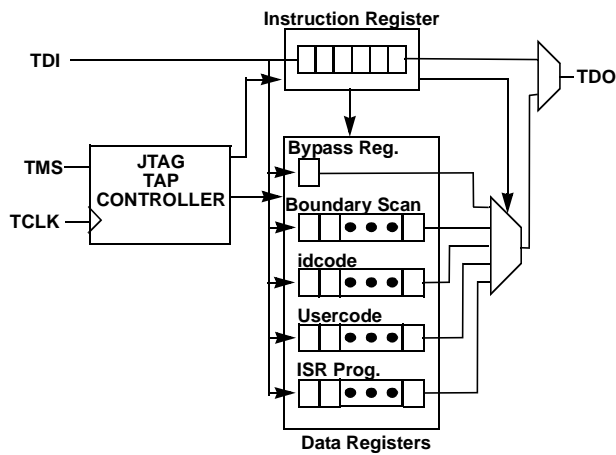 Instruction Register
TDI
TDO
Bypass Reg.
JTAG
TAP
CONTROLLER
TMS
TCLK
Boundary Scan
idcode
Usercode
ISR Prog.
Data Registers